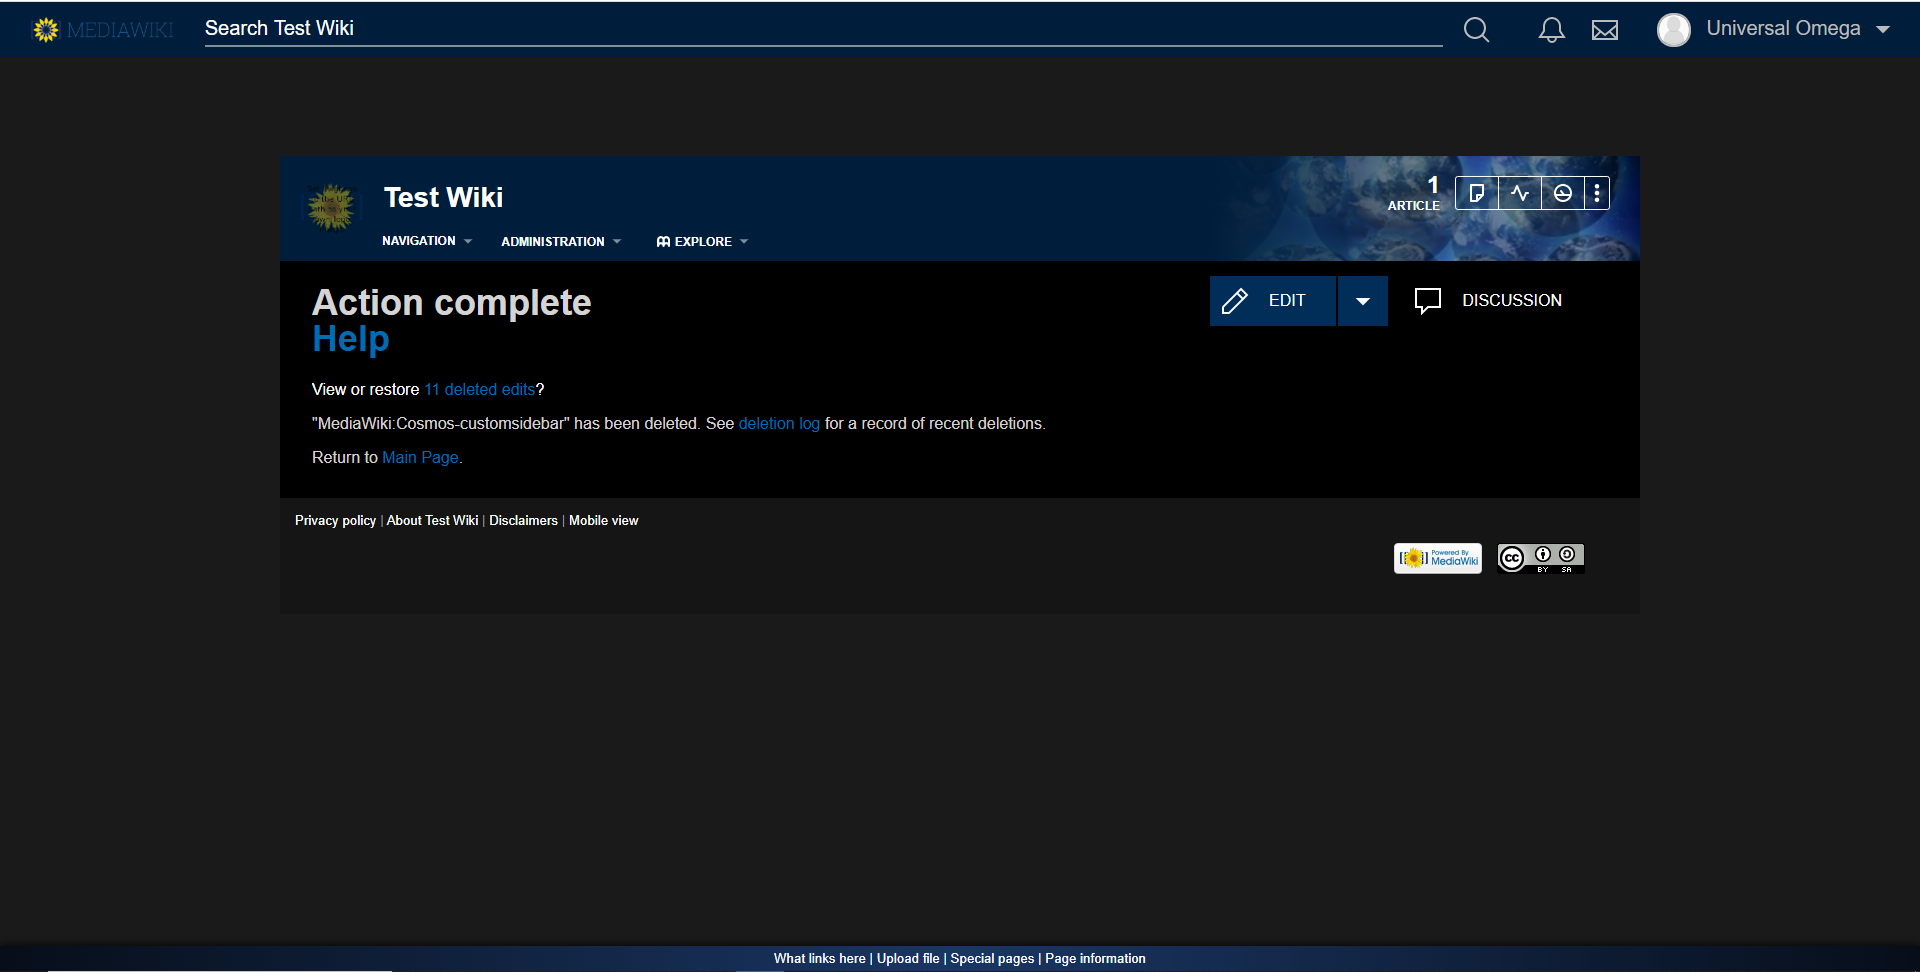 MEDIAWIKI
Search Test Wiki
Universal Omega
Test Wiki
1
ARTICLE
NAVIGATION
ADMINISTRATION
EXPLORE
Action complete
Help
EDIT
DISCUSSION
View or restore 11 deleted edits?
"MediaWiki:Cosmos-customsidebar" has been deleted. See deletion log for a record of recent deletions.
Return to Main Page.
Privacy policy | About Test Wiki | Disclaimers | Mobile view
Powered By
MediaWiki
cc
BY SA
What links here | Upload file | Special pages | Page information